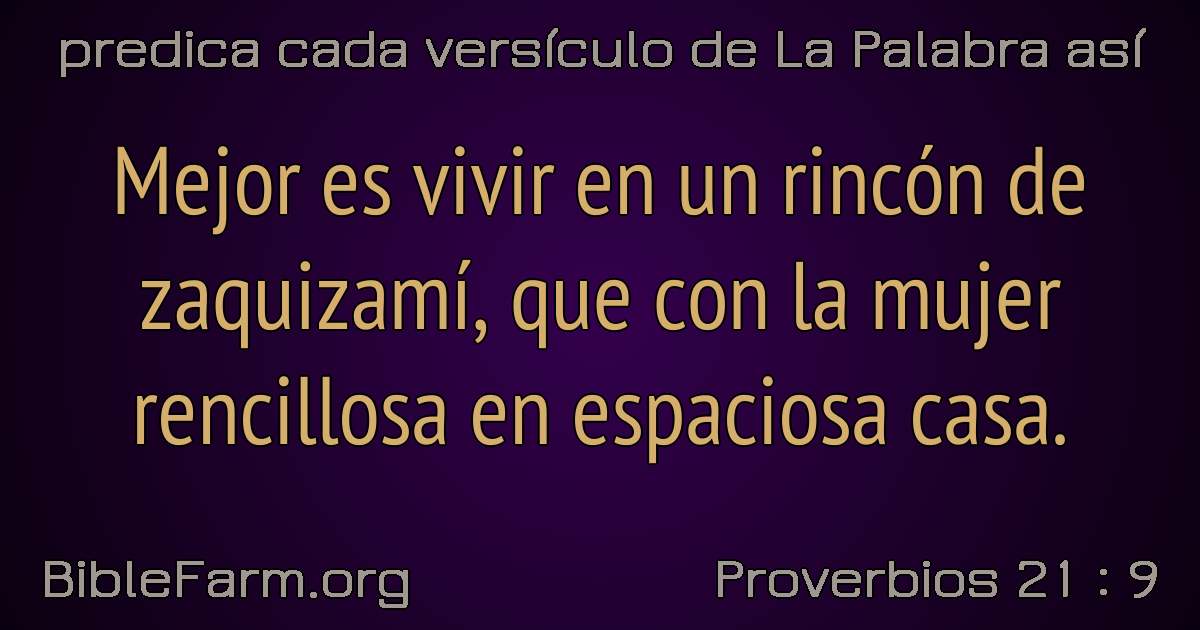 predica cada versículo de La Palabra así
Mejor es vivir en un rincón de
zaquizamí, que con la mujer
rencillosa en espaciosa casa.
BibleFarm.org
Proverbios 21 : 9